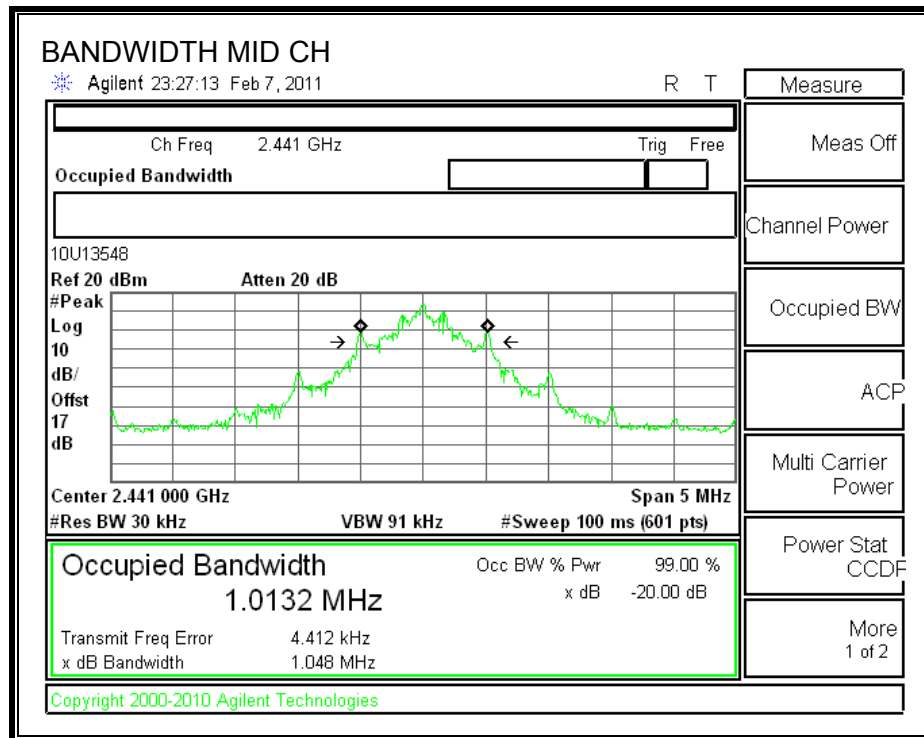 BANDWIDTH MID CH
Agilent 23:27:13 Feb 7, 2011 R T
Measure
Ch Freq 2.441 GHz Trig Free
Meas Off
Occupied Bandwidth
Channel Power
10U13548
Ref 20 dBm Atten 20 dB
#Peak
Log
10
dB/
Offst
17
dB
Occupied BW
ACP
Multi Carrier
Power
Center 2.441 000 GHz Span 5 MHz
#Res BW 30 kHz VBW 91 kHz #Sweep 100 ms (601 pts)
Power Stat
CCDF
Occupied Bandwidth Occ BW % Pwr 99.00 %
1.0132 MHz x dB -20.00 dB
Transmit Freq Error 4.412 kHz
x dB Bandwidth 1.048 MHz
More
1 of 2
Copyright 2000-2010 Agilent Technologies